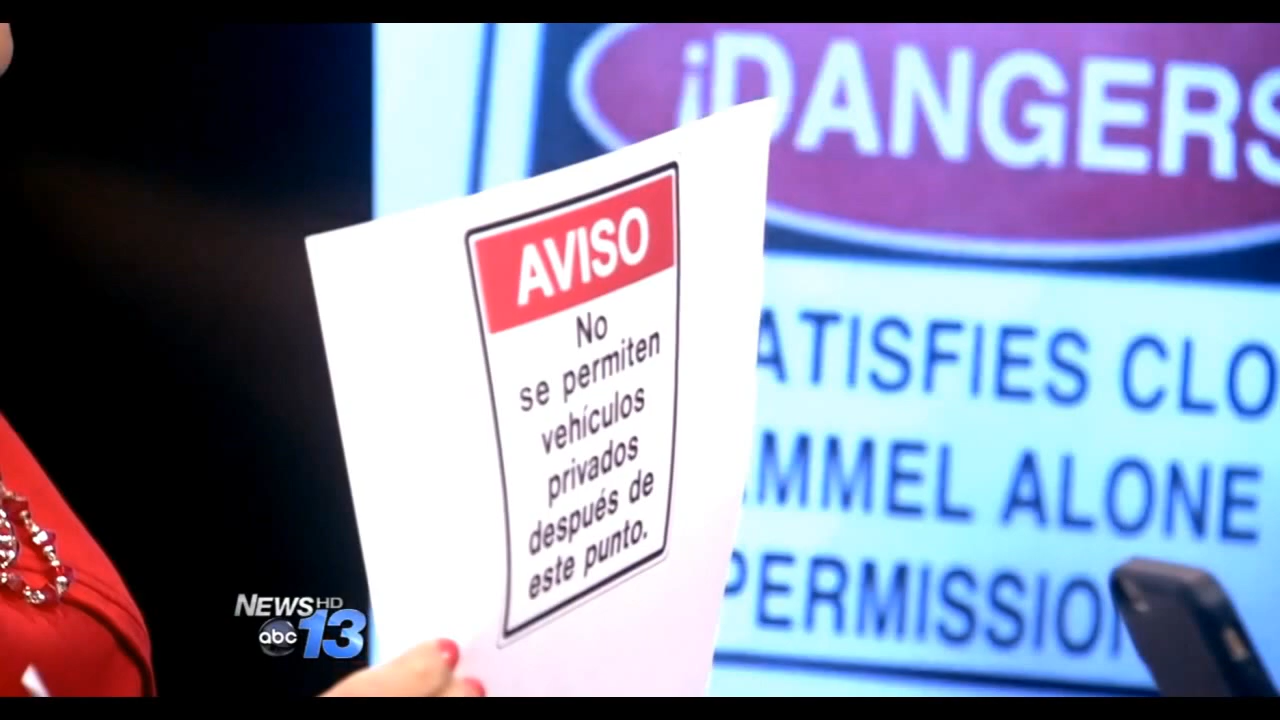 AVISO
No
se permiten
vehículos
privados
después de
este punto.
¡DANGERS
ATISFIES CLO
MMEL ALONE
PERMISSIO
NEWS HD
abc 13